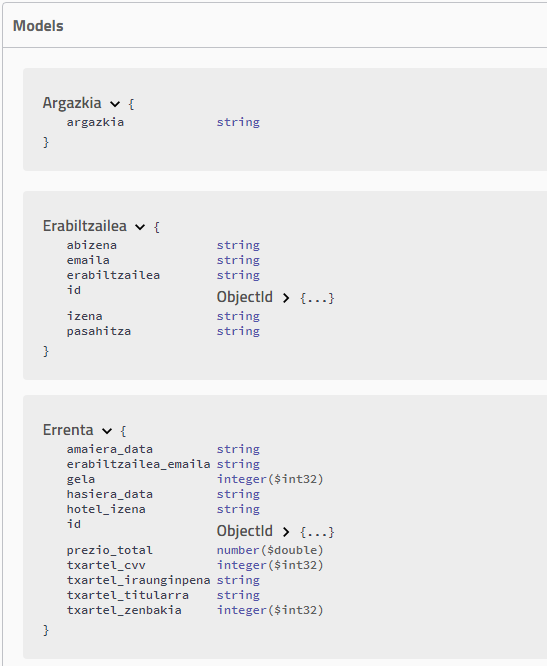 Models
Argazkia {
argazkia string
}
Erabiltzailea {
abizena string
emaila string
erabiltzailea string
id ObjectId {...}
izena string
pasahitza string
}
Errenta {
amaiera_data string
erabiltzailea_emaila string
gela integer($int32)
hasiera_data string
hotel_izena string
id ObjectId {...}
prezio_total number($double)
txartel_cvv integer($int32)
txartel_iraunginpena string
txartel_titularra string
txartel_zenbakia integer($int32)
}